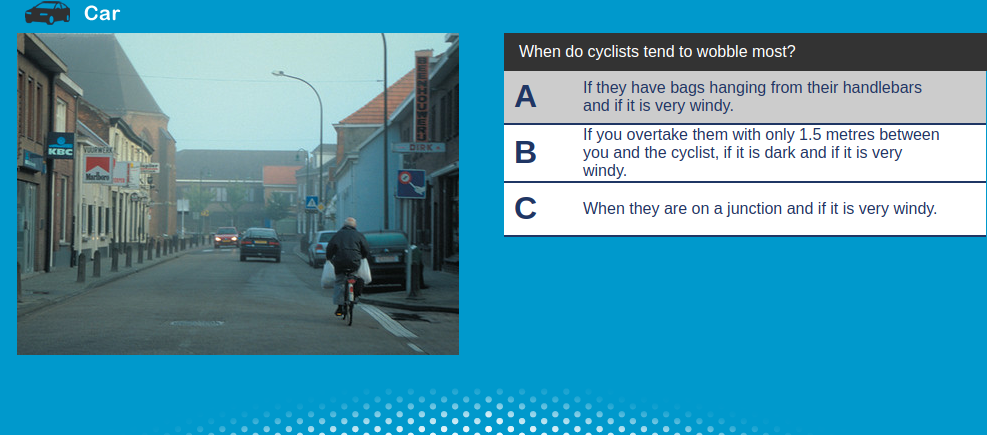 Car
When do cyclists tend to wobble most?
A
If they have bags hanging from their handlebars
and if it is very windy.
B
If you overtake them with only 1.5 metres between
you and the cyclist, if it is dark and if it is very
windy.
C
When they are on a junction and if it is very windy.
BEENHOUWERIJ
DIRK
KBC
VOORWERK
Marlboro